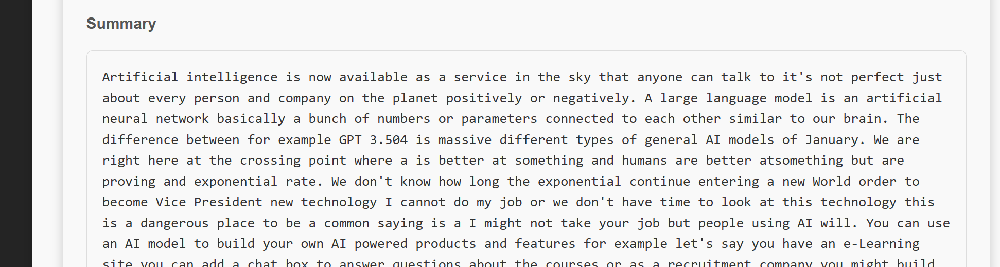 Summary
Artificial intelligence is now available as a service in the sky that anyone can talk to it's not perfect just
about every person and company on the planet positively or negatively. A large language model is an artificial
neural network basically a bunch of numbers or parameters connected to each other similar to our brain. The
difference between for example GPT 3.504 is massive different types of general AI models of January. We are
right here at the crossing point where a is better at something and humans are better atsomething but are
proving and exponential rate. We don't know how long the exponential continue entering a new World order to
become Vice President new technology I cannot do my job or we don't have time to look at this technology this
is a dangerous place to be a common saying is a I might not take your job but people using AI will. You can use
an AI model to build your own AI powered products and features for example let's say you have an e-Learning
site you can add a chat box to answer questions about the courses or as a recruitment company you might build